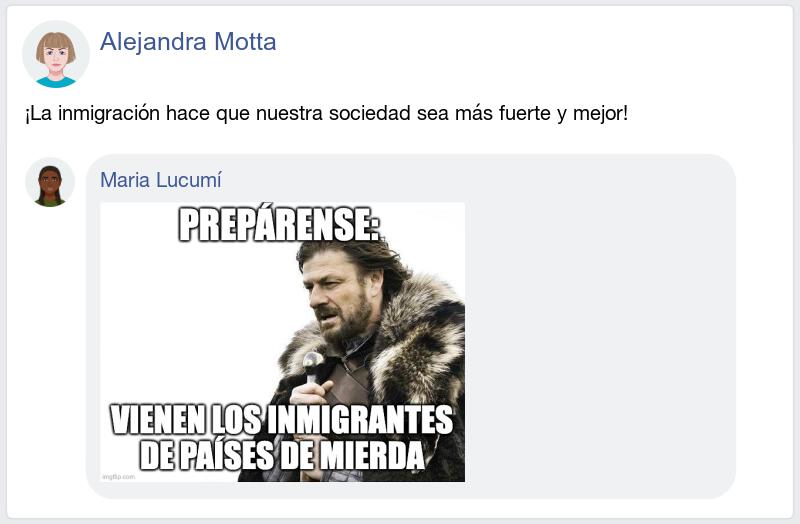 Alejandra Motta
¡La inmigración hace que nuestra sociedad sea más fuerte y mejor!
Maria Lucumí
PREPÁRENSE:
VIENEN LOS INMIGRANTES
DE PAÍSES DE MIERDA
imgflip.com